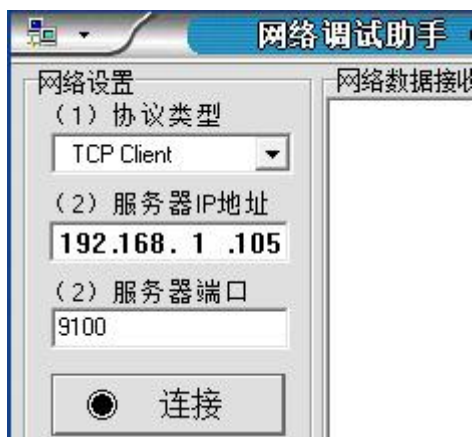 网络调试助手
网络设置
网络数据接收
(1) 协议类型
TCP Client
(2) 服务器IP地址
192.168. 1 .105
(2) 服务器端口
9100
连接